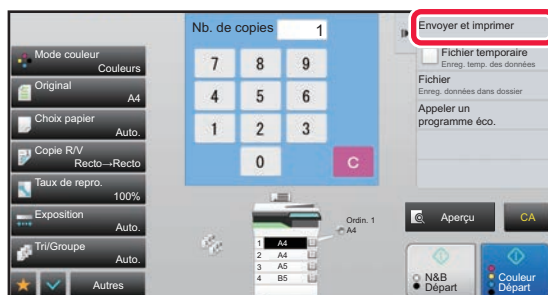 Nb. de copies 1
Envoyer et imprimer
Fichier temporaire
Enreg. temp. des données
Fichier
Enreg. données dans dossier
Appeler un
programme éco.
Mode couleur
Couleurs
Original
A4
Choix papier
Auto.
Copie R/V
Recto→Recto
Taux de repro.
100%
Exposition
Auto.
Tri/Groupe
Auto.
Autres
7 8 9
4 5 6
1 2 3
0 C
Ordin. 1
A4
1 A4
2 A4
3 A5
4 B5
Aperçu
CA
N&B
Départ
Couleur
Départ